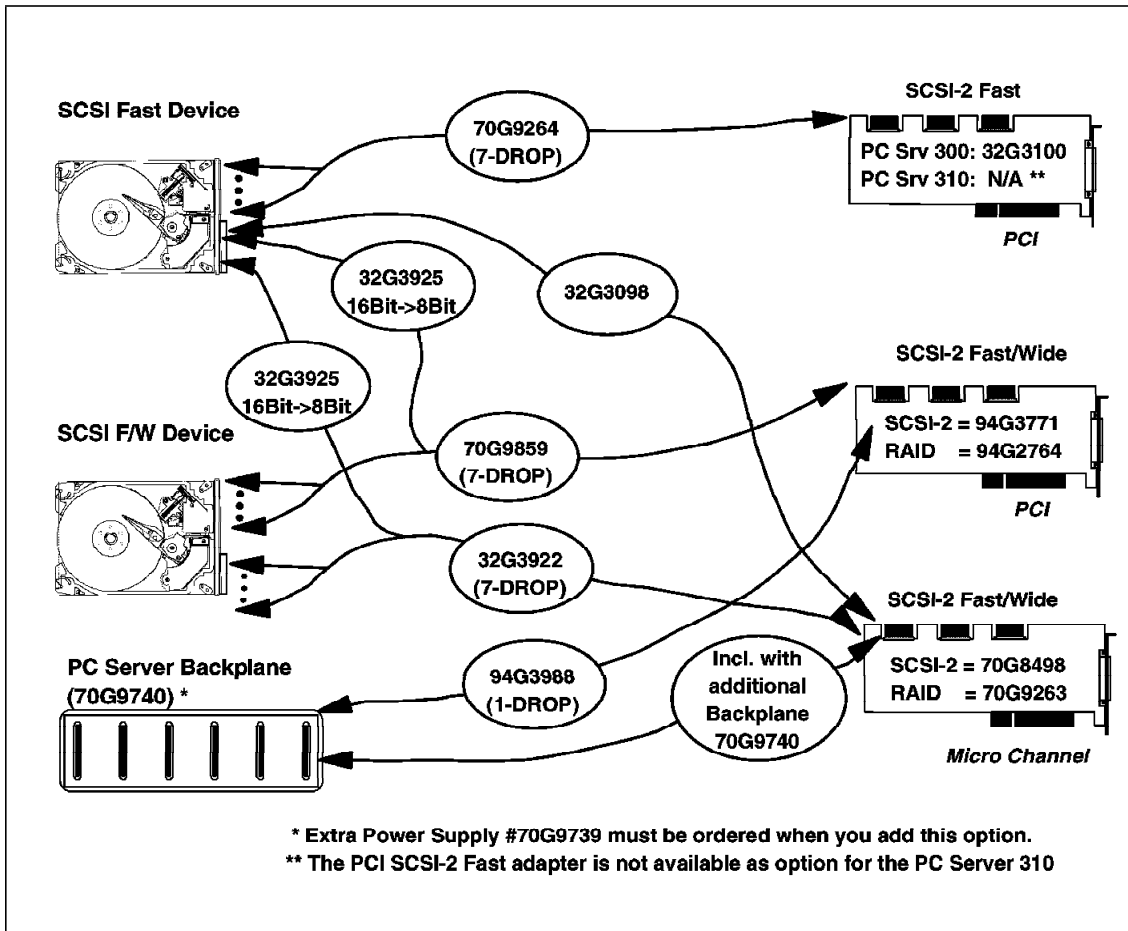 SCSI Fast Device
70G9264
(7-DROP)
SCSI-2 Fast
PC Srv 300: 32G3100
PC Srv 310: N/A **
PCI
32G3925
16Bit->8Bit
32G3098
32G3925
16Bit->8Bit
SCSI-2 Fast/Wide
SCSI-2 = 94G3771
RAID = 94G2764
PCI
SCSI F/W Device
70G9859
(7-DROP)
32G3922
(7-DROP)
SCSI-2 Fast/Wide
SCSI-2 = 70G8498
RAID = 70G9263
Micro Channel
PC Server Backplane
(70G9740) *
94G3988
(1-DROP)
Incl. with
additional
Backplane
70G9740
* Extra Power Supply #70G9739 must be ordered when you add this option.
** The PCI SCSI-2 Fast adapter is not available as option for the PC Server 310